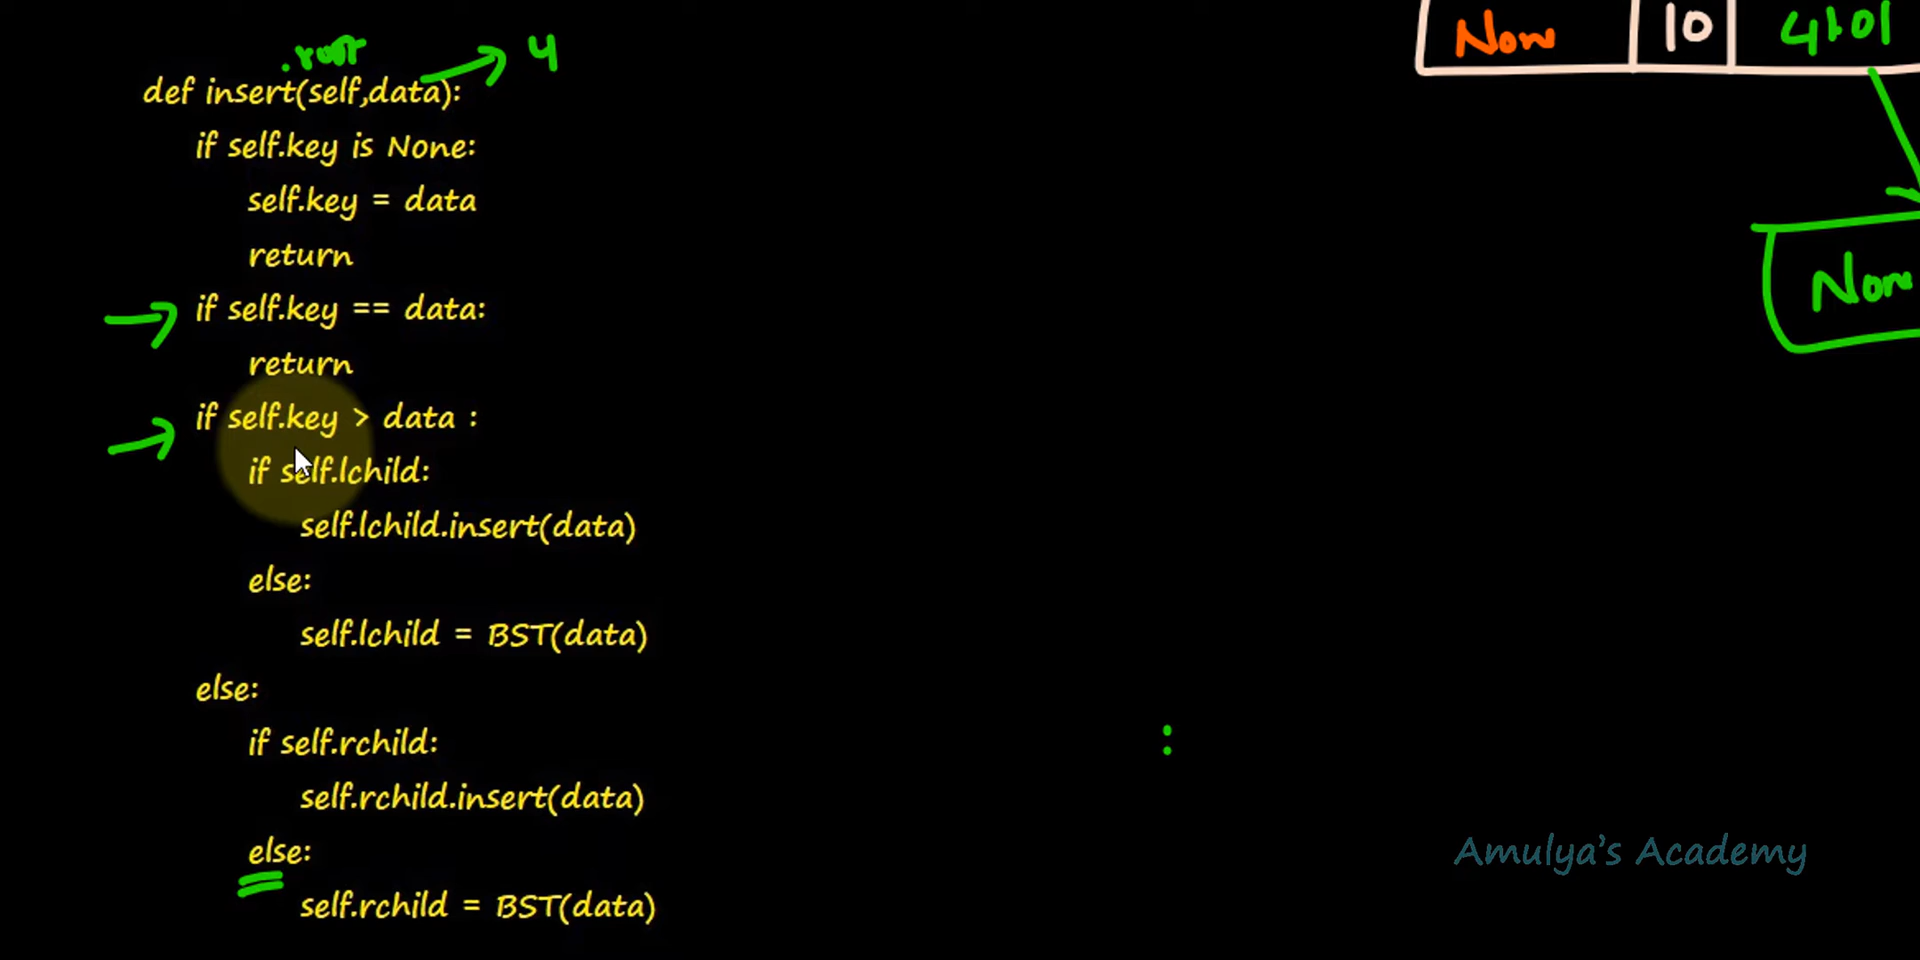 .root
4
def insert(self,data):
if self.key is None:
self.key = data
return
if self.key == data:
return
if self.key > data :
if self.lchild:
self.lchild.insert(data)
else:
self.lchild = BST(data)
else:
if self.rchild:
self.rchild.insert(data)
else:
self.rchild = BST(data)
None 10 4101
Non
:
Amulya's Academy